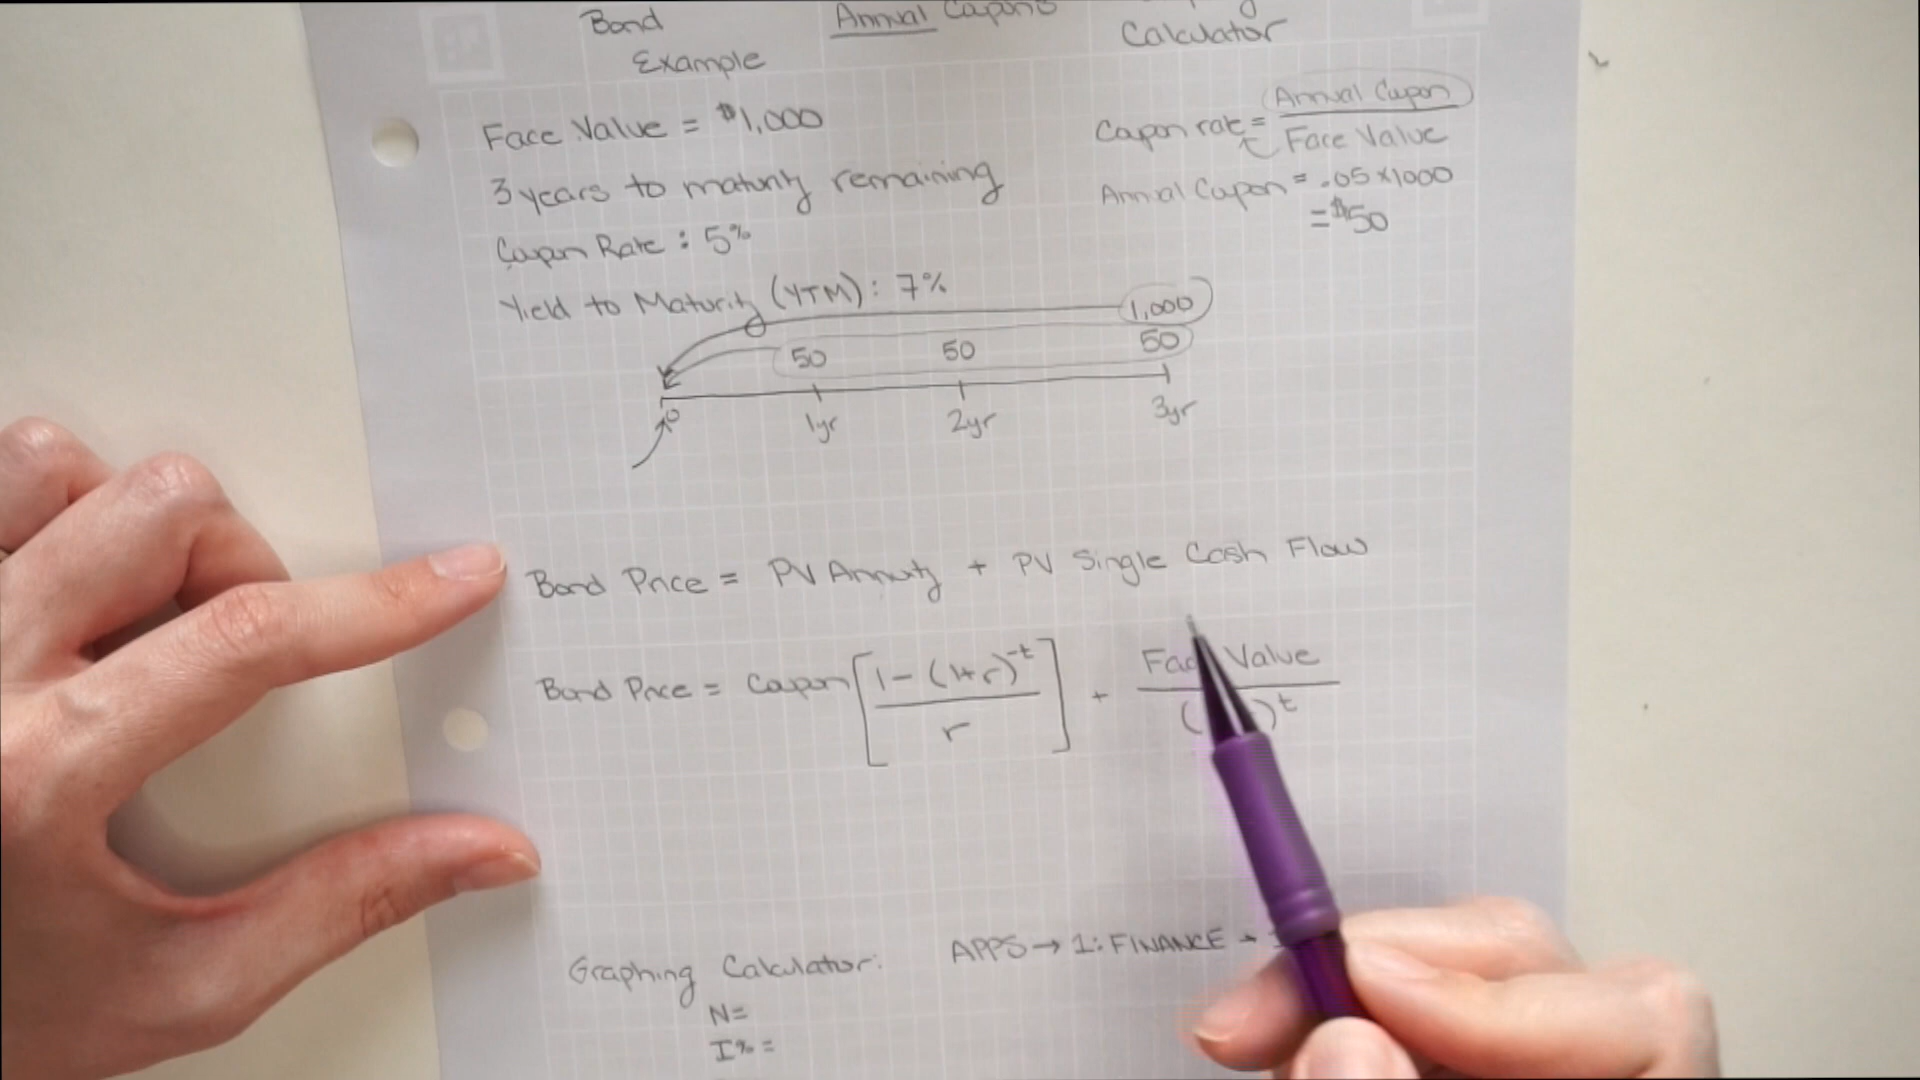 Bond Annual Coupons
Example Calculator
Face Value = $1,000
3 years to maturity remaining
Coupon Rate : 5%
Yield to Maturity (YTM): 7%
Coupon rate = Annual Coupon
Face Value
Annual Coupon = .05 x 1000
= $50
1,000
50 50 50
0 1yr 2yr 3yr
Bond Price = PV Annuity + PV Single Cash Flow
Bond Price = Coupon [ 1 - (1+r)^-t / r ] + Face Value / ( )^t
Graphing Calculator: APPS → 1: FINANCE →
N=
I% =